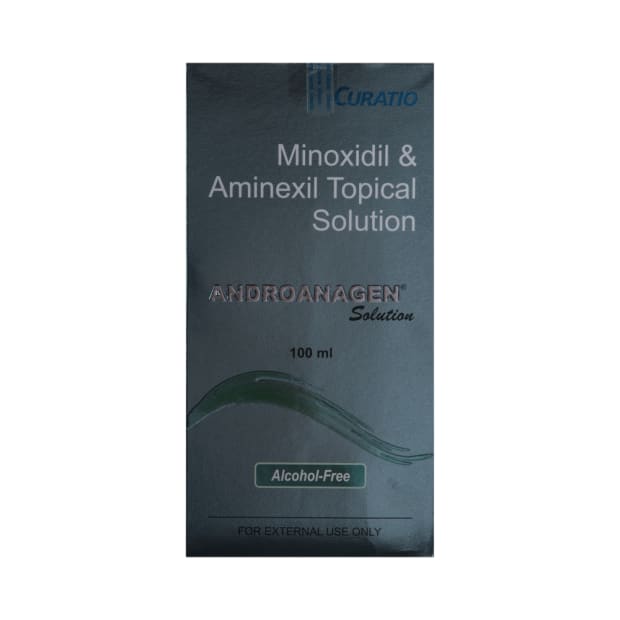 CURATIO
Minoxidil &
Aminexil Topical
Solution
ANDROANAGEN®
Solution
100 ml
Alcohol-Free
FOR EXTERNAL USE ONLY